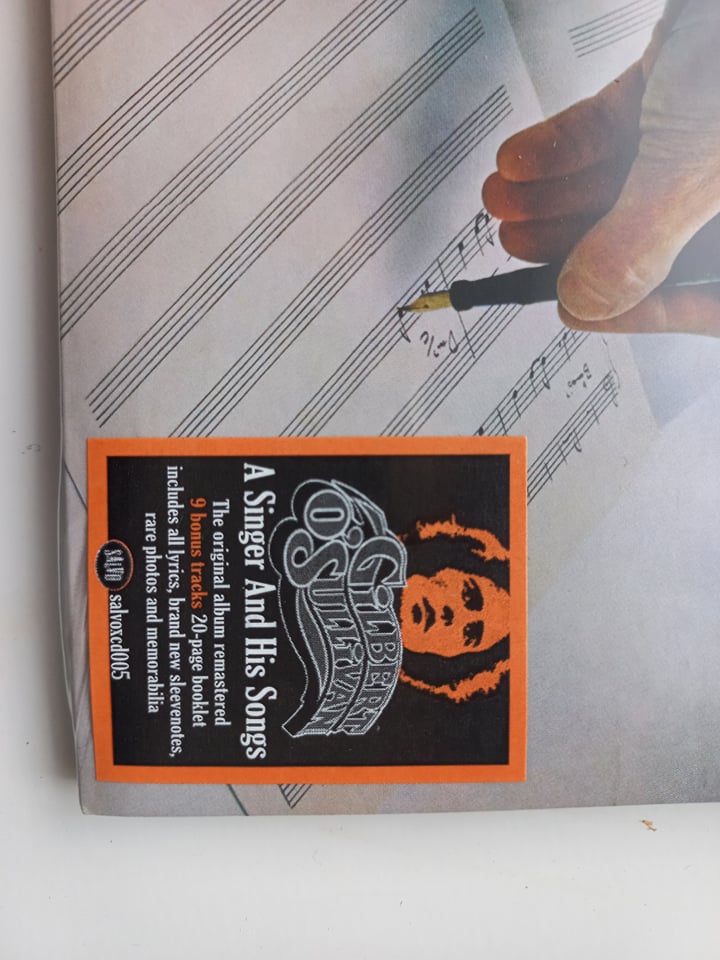 GILBERT
O'SULLIVAN
A Singer And His Songs
The original album remastered
9 bonus tracks 20-page booklet
includes all lyrics, brand new sleevenotes,
rare photos and memorabilia
SALVO salvoxcd005